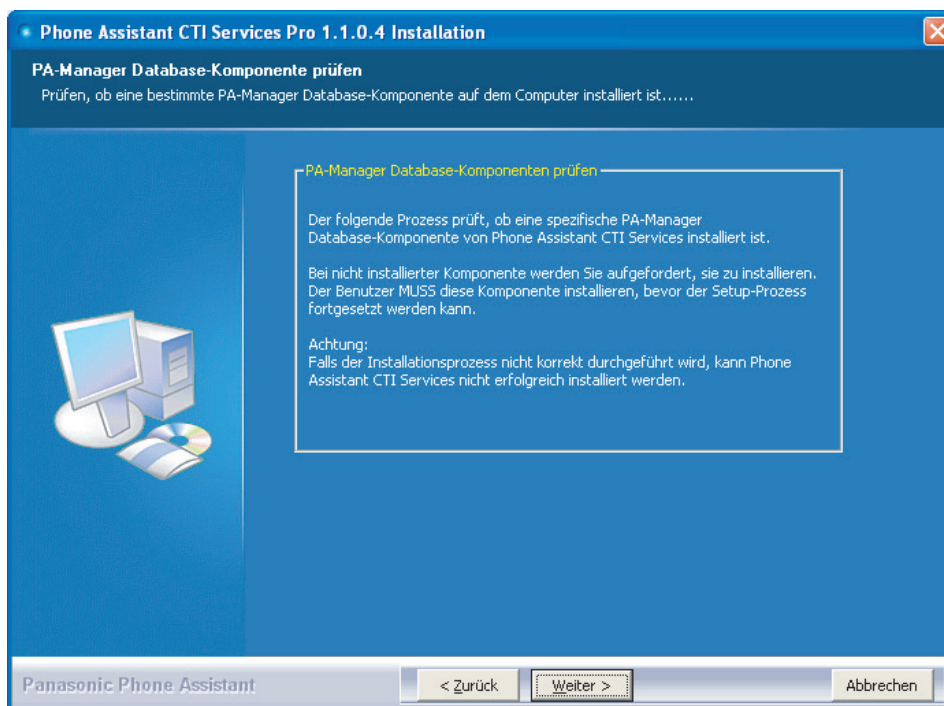 Phone Assistant CTI Services Pro 1.1.0.4 Installation
PA-Manager Database-Komponente prüfen
Prüfen, ob eine bestimmte PA-Manager Database-Komponente auf dem Computer installiert ist......
PA-Manager Database-Komponenten prüfen
Der folgende Prozess prüft, ob eine spezifische PA-Manager
Database-Komponente von Phone Assistant CTI Services installiert ist.
Bei nicht installierter Komponente werden Sie aufgefordert, sie zu installieren.
Der Benutzer MUSS diese Komponente installieren, bevor der Setup-Prozess
fortgesetzt werden kann.
Achtung:
Falls der Installationsprozess nicht korrekt durchgeführt wird, kann Phone
Assistant CTI Services nicht erfolgreich installiert werden.
Panasonic Phone Assistant
< Zurück
Weiter >
Abbrechen